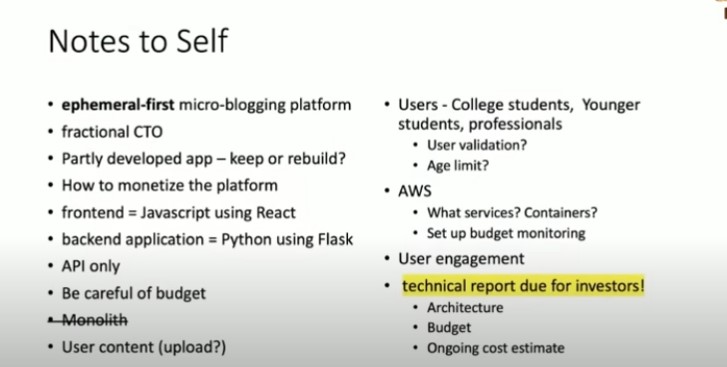 Notes to Self
• ephemeral-first micro-blogging platform
• fractional CTO
• Partly developed app – keep or rebuild?
• How to monetize the platform
• frontend = Javascript using React
• backend application = Python using Flask
• API only
• Be careful of budget
• Monolith
• User content (upload?)
• Users - College students, Younger
students, professionals
• User validation?
• Age limit?
• AWS
• What services? Containers?
• Set up budget monitoring
• User engagement
• technical report due for investors!
• Architecture
• Budget
• Ongoing cost estimate